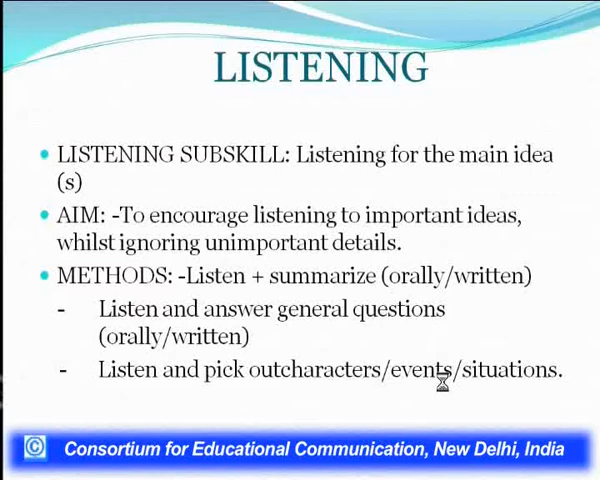 LISTENING
• LISTENING SUBSKILL: Listening for the main idea
(s)
• AIM: -To encourage listening to important ideas,
whilst ignoring unimportant details.
• METHODS: -Listen + summarize (orally/written)
- Listen and answer general questions
(orally/written)
- Listen and pick outcharacters/events/situations.
© Consortium for Educational Communication, New Delhi, India